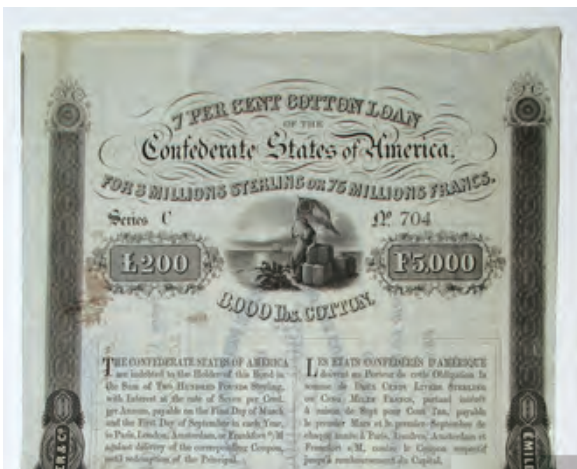 7 PER CENT COTTON LOAN
OF THE
Confederate States of America.
FOR 3 MILLIONS STERLING OR 75 MILLIONS FRANCS.
Series C
Nº 704
£200
F5,000
8,000 lbs. COTTON.
THE CONFEDERATE STATES OF AMERICA
are indebted to the Holder of this Bond in
the Sum of TWO HUNDRED POUNDS Sterling,
with Interest at the rate of Seven per Cent.
per Annum, payable on the First Day of March
and the First Day of September in each Year,
in Paris, London, Amsterdam, or Frankfort o/M
against delivery of the corresponding Coupon,
until redemption of the Principal.
LES ETATS CONFÉDÉRÉS D'AMÉRIQUE
doivent au Porteur de cette Obligation la
somme de DEUX CENTS LIVRES STERLING
ou CINQ MILLE FRANCS, portant intérêt
à raison de Sept pour Cent l'an, payable
le premier Mars et le premier Septembre de
chaque année à Paris, Londres, Amsterdam et
Francfort s/M, contre le Coupon respectif
jusqu'à remboursement du Capital.
R & Cº
EMIL